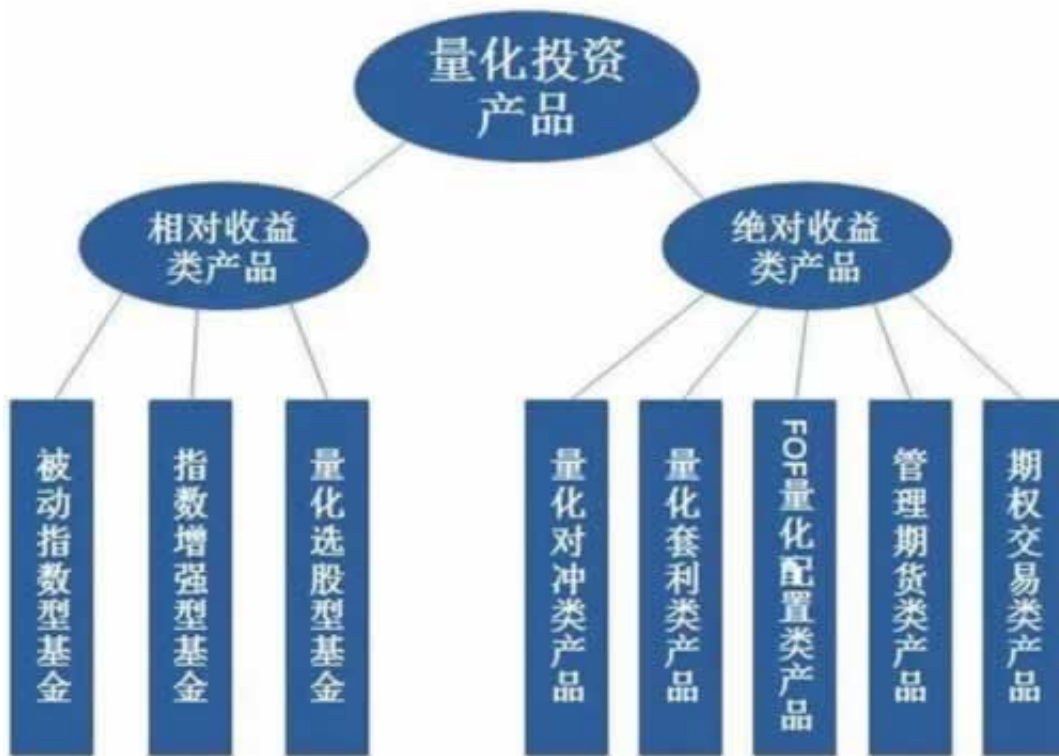 量化投资
产品
相对收益
类产品
绝对收益
类产品
被动指数型基金
指数增强型基金
量化选股型基金
量化对冲类产品
量化套利类产品
FOF量化配置类产品
管理期货类产品
期权交易类产品